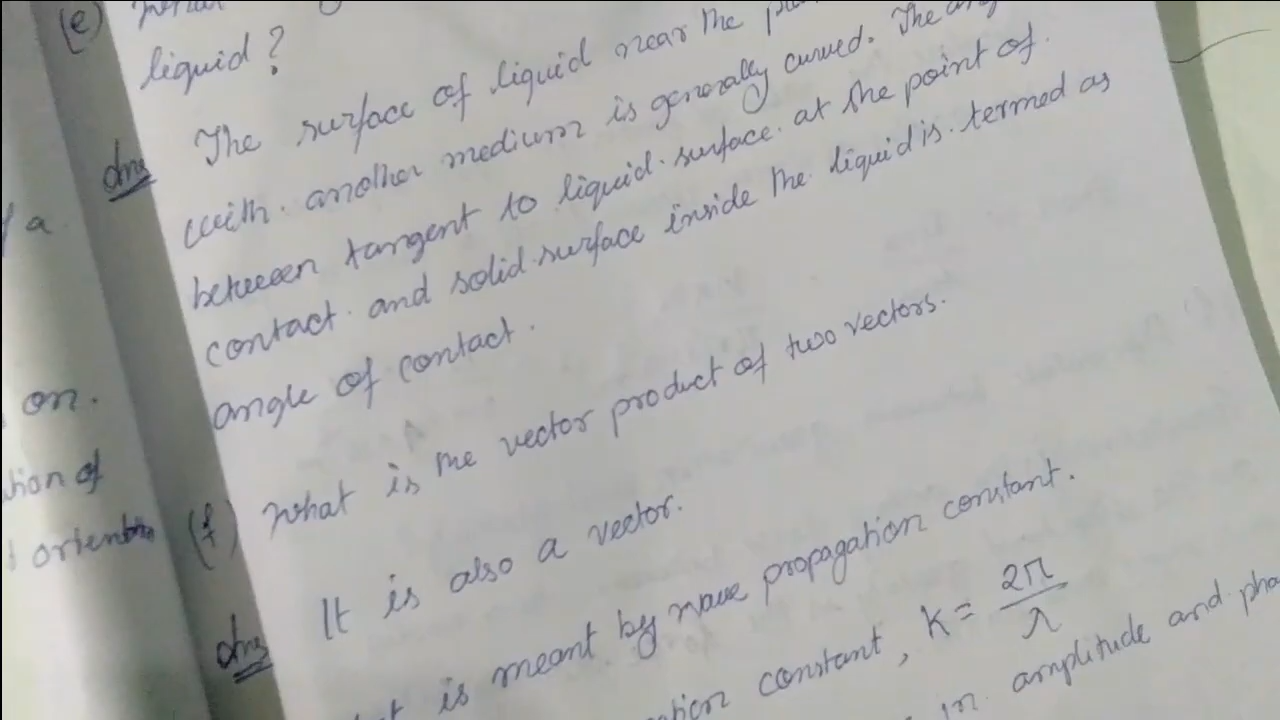 (e)
liquid?
Ans The surface of liquid near the
with another medium is generally curved. The
between tangent to liquid surface at the point of
contact and solid surface inside the liquid is termed as
angle of contact.
(f) What is the vector product of two vectors.
Ans It is also a vector.
is meant by wave propagation constant.
constant, K = 2π/λ
in amplitude and
a
on.
of